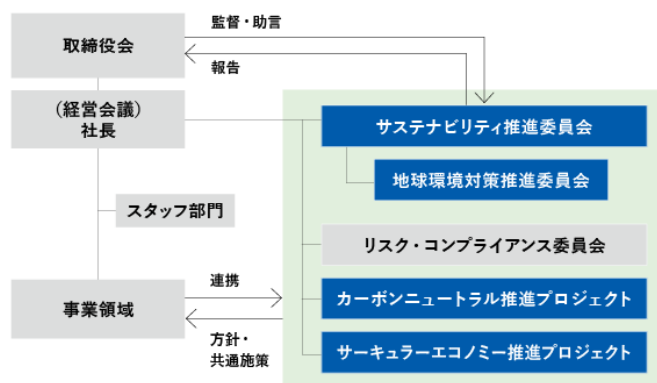 監督・助言
取締役会
報告
（経営会議）
社長
サステナビリティ推進委員会
地球環境対策推進委員会
スタッフ部門
リスク・コンプライアンス委員会
連携
カーボンニュートラル推進プロジェクト
事業領域
方針・
共通施策
サーキュラーエコノミー推進プロジェクト